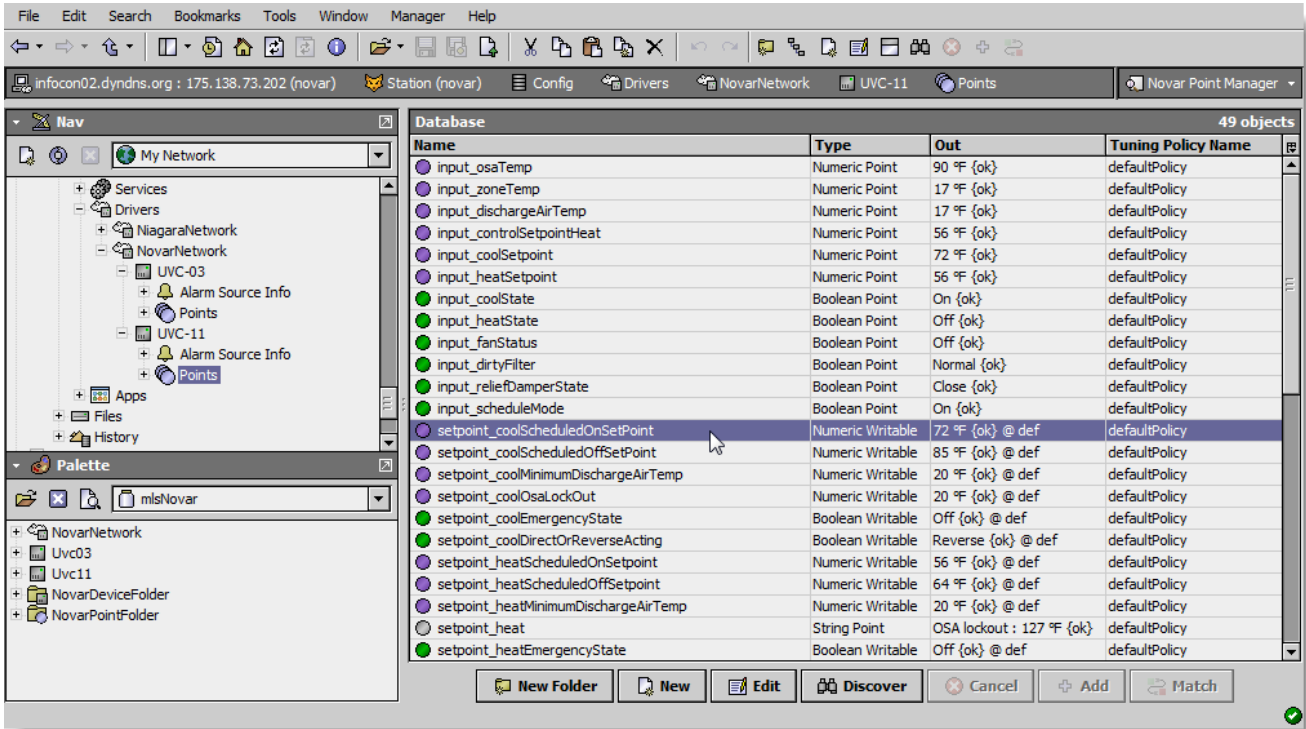 File Edit Search Bookmarks Tools Window Manager Help
infocon02.dyndns.org : 175.138.73.202 (novar) Station (novar) Config Drivers NovarNetwork UVC-11 Points Novar Point Manager
Nav
My Network
Services
Drivers
NiagaraNetwork
NovarNetwork
UVC-03
Alarm Source Info
Points
UVC-11
Alarm Source Info
Points
Apps
Files
History
Palette
mlsNovar
NovarNetwork
Uvc03
Uvc11
NovarDeviceFolder
NovarPointFolder
Database 49 objects
Name Type Out Tuning Policy Name
input_osaTemp Numeric Point 90 °F {ok} defaultPolicy
input_zoneTemp Numeric Point 17 °F {ok} defaultPolicy
input_dischargeAirTemp Numeric Point 17 °F {ok} defaultPolicy
input_controlSetpointHeat Numeric Point 56 °F {ok} defaultPolicy
input_coolSetpoint Numeric Point 72 °F {ok} defaultPolicy
input_heatSetpoint Numeric Point 56 °F {ok} defaultPolicy
input_coolState Boolean Point On {ok} defaultPolicy
input_heatState Boolean Point Off {ok} defaultPolicy
input_fanStatus Boolean Point Off {ok} defaultPolicy
input_dirtyFilter Boolean Point Normal {ok} defaultPolicy
input_reliefDamperState Boolean Point Close {ok} defaultPolicy
input_scheduleMode Boolean Point On {ok} defaultPolicy
setpoint_coolScheduledOnSetPoint Numeric Writable 72 °F {ok} @ def defaultPolicy
setpoint_coolScheduledOffSetPoint Numeric Writable 85 °F {ok} @ def defaultPolicy
setpoint_coolMinimumDischargeAirTemp Numeric Writable 20 °F {ok} @ def defaultPolicy
setpoint_coolOsaLockOut Numeric Writable 20 °F {ok} @ def defaultPolicy
setpoint_coolEmergencyState Boolean Writable Off {ok} @ def defaultPolicy
setpoint_coolDirectOrReverseActing Boolean Writable Reverse {ok} @ def defaultPolicy
setpoint_heatScheduledOnSetpoint Numeric Writable 56 °F {ok} @ def defaultPolicy
setpoint_heatScheduledOffSetpoint Numeric Writable 64 °F {ok} @ def defaultPolicy
setpoint_heatMinimumDischargeAirTemp Numeric Writable 20 °F {ok} @ def defaultPolicy
setpoint_heat String Point OSA lockout : 127 °F {ok} defaultPolicy
setpoint_heatEmergencyState Boolean Writable Off {ok} @ def defaultPolicy
New Folder New Edit Discover Cancel Add Match